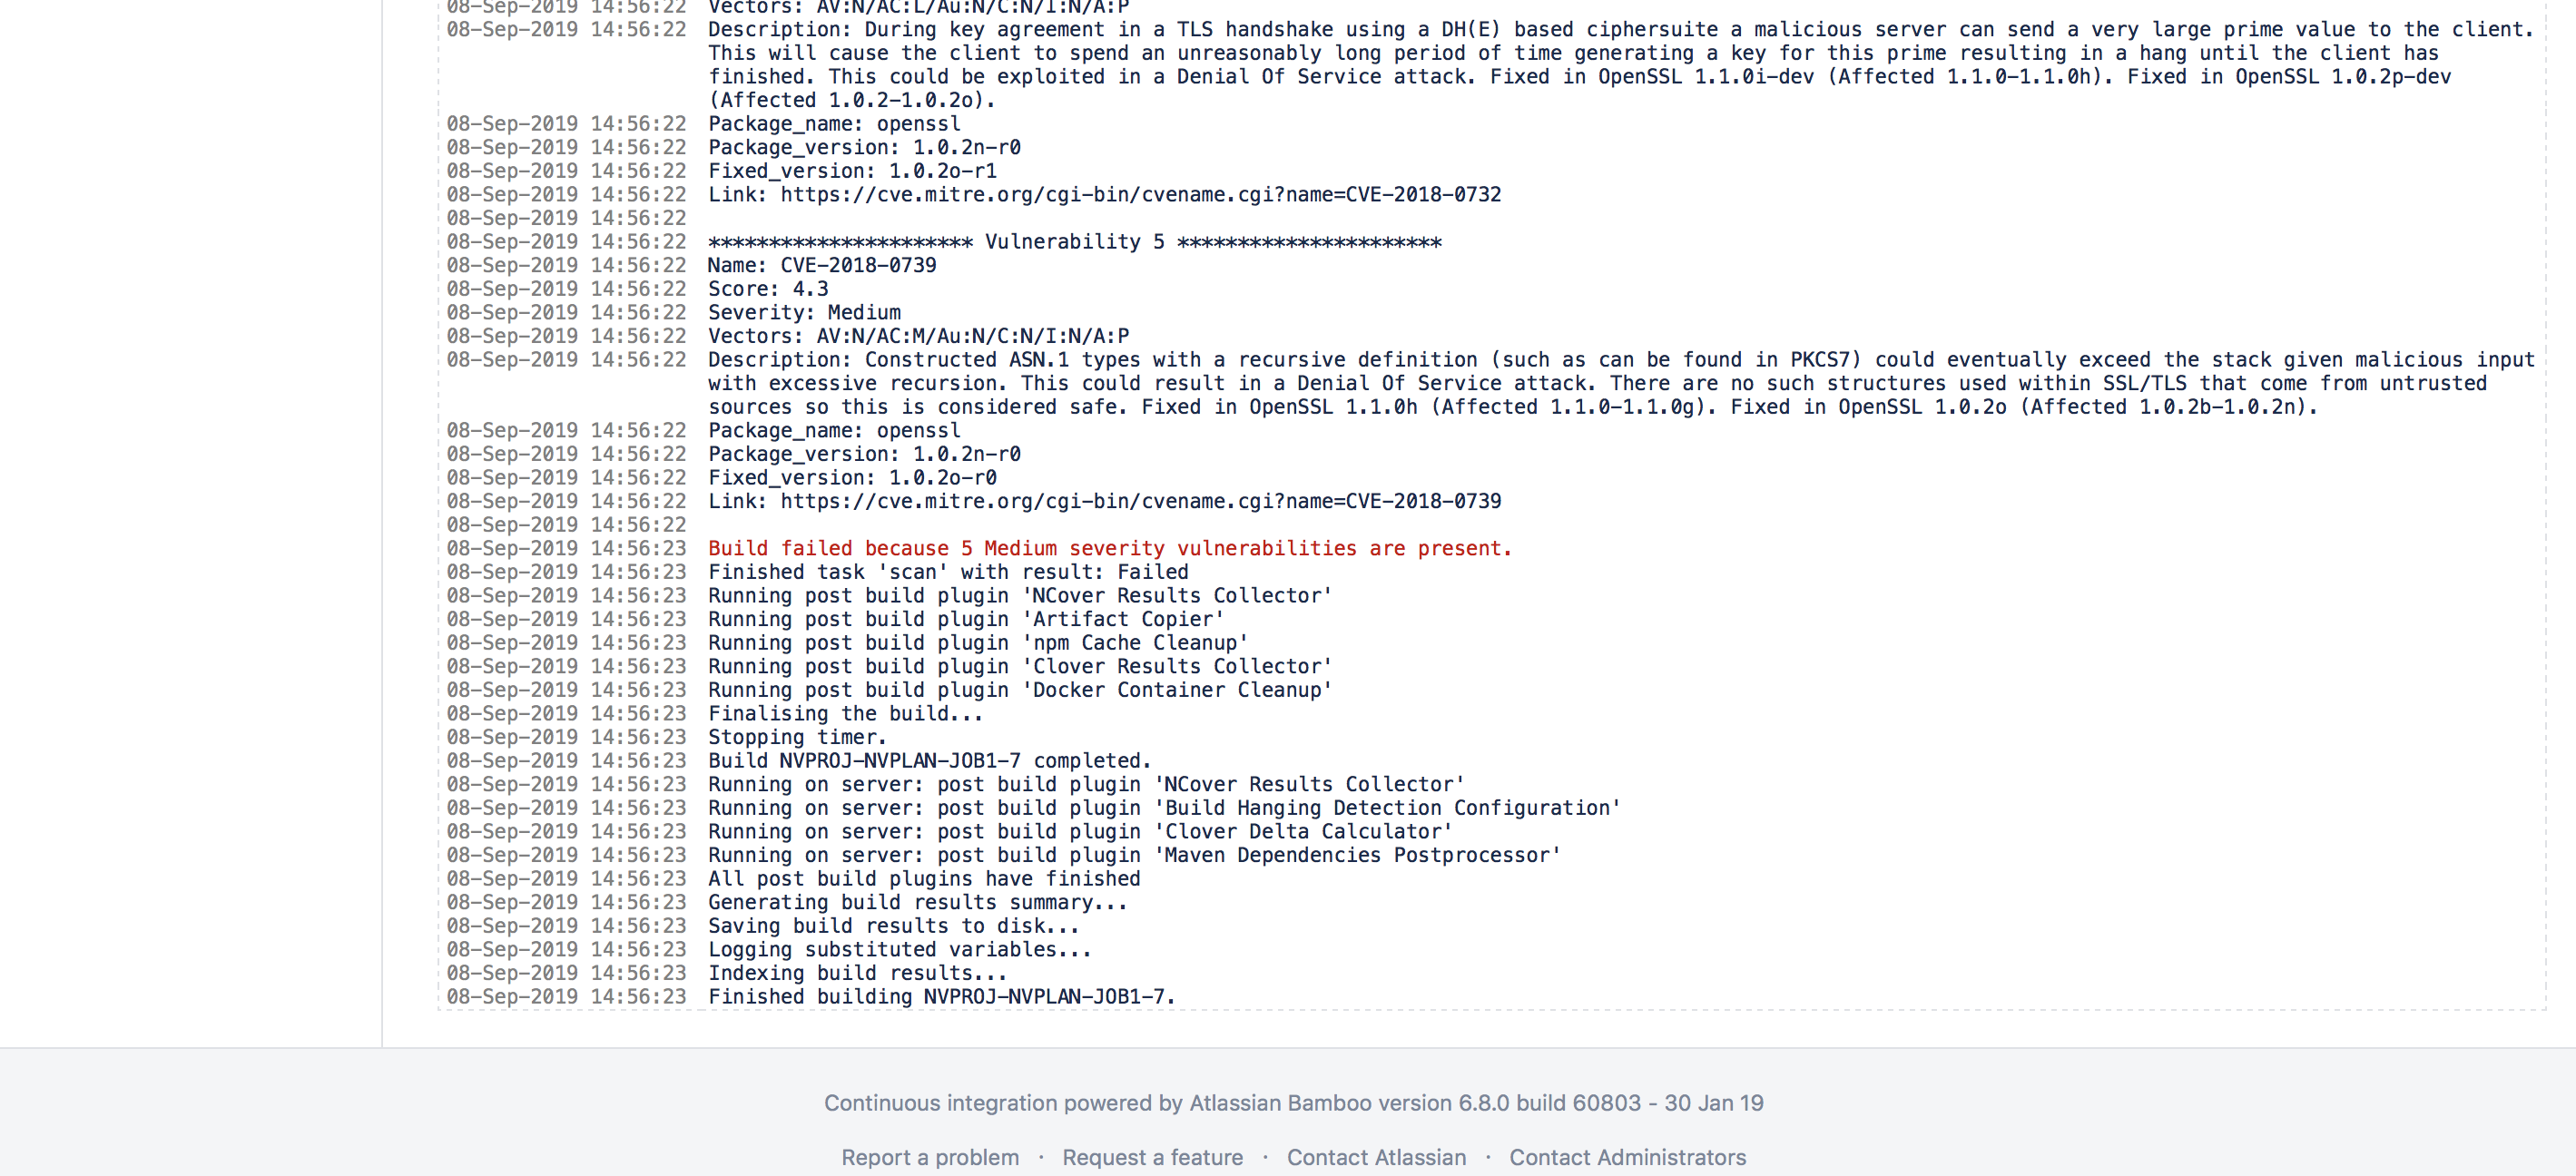 08-Sep-2019 14:56:22 Vectors: AV:N/AC:L/Au:N/C:N/I:N/A:P
08-Sep-2019 14:56:22 Description: During key agreement in a TLS handshake using a DH(E) based ciphersuite a malicious server can send a very large prime value to the client.
This will cause the client to spend an unreasonably long period of time generating a key for this prime resulting in a hang until the client has
finished. This could be exploited in a Denial Of Service attack. Fixed in OpenSSL 1.1.0i-dev (Affected 1.1.0-1.1.0h). Fixed in OpenSSL 1.0.2p-dev
(Affected 1.0.2-1.0.2o).
08-Sep-2019 14:56:22 Package_name: openssl
08-Sep-2019 14:56:22 Package_version: 1.0.2n-r0
08-Sep-2019 14:56:22 Fixed_version: 1.0.2o-r1
08-Sep-2019 14:56:22 Link: https://cve.mitre.org/cgi-bin/cvename.cgi?name=CVE-2018-0732
08-Sep-2019 14:56:22
08-Sep-2019 14:56:22 ********************** Vulnerability 5 **********************
08-Sep-2019 14:56:22 Name: CVE-2018-0739
08-Sep-2019 14:56:22 Score: 4.3
08-Sep-2019 14:56:22 Severity: Medium
08-Sep-2019 14:56:22 Vectors: AV:N/AC:M/Au:N/C:N/I:N/A:P
08-Sep-2019 14:56:22 Description: Constructed ASN.1 types with a recursive definition (such as can be found in PKCS7) could eventually exceed the stack given malicious input
with excessive recursion. This could result in a Denial Of Service attack. There are no such structures used within SSL/TLS that come from untrusted
sources so this is considered safe. Fixed in OpenSSL 1.1.0h (Affected 1.1.0-1.1.0g). Fixed in OpenSSL 1.0.2o (Affected 1.0.2b-1.0.2n).
08-Sep-2019 14:56:22 Package_name: openssl
08-Sep-2019 14:56:22 Package_version: 1.0.2n-r0
08-Sep-2019 14:56:22 Fixed_version: 1.0.2o-r0
08-Sep-2019 14:56:22 Link: https://cve.mitre.org/cgi-bin/cvename.cgi?name=CVE-2018-0739
08-Sep-2019 14:56:22
08-Sep-2019 14:56:23 Build failed because 5 Medium severity vulnerabilities are present.
08-Sep-2019 14:56:23 Finished task 'scan' with result: Failed
08-Sep-2019 14:56:23 Running post build plugin 'NCover Results Collector'
08-Sep-2019 14:56:23 Running post build plugin 'Artifact Copier'
08-Sep-2019 14:56:23 Running post build plugin 'npm Cache Cleanup'
08-Sep-2019 14:56:23 Running post build plugin 'Clover Results Collector'
08-Sep-2019 14:56:23 Running post build plugin 'Docker Container Cleanup'
08-Sep-2019 14:56:23 Finalising the build...
08-Sep-2019 14:56:23 Stopping timer.
08-Sep-2019 14:56:23 Build NVPROJ-NVPLAN-JOB1-7 completed.
08-Sep-2019 14:56:23 Running on server: post build plugin 'NCover Results Collector'
08-Sep-2019 14:56:23 Running on server: post build plugin 'Build Hanging Detection Configuration'
08-Sep-2019 14:56:23 Running on server: post build plugin 'Clover Delta Calculator'
08-Sep-2019 14:56:23 Running on server: post build plugin 'Maven Dependencies Postprocessor'
08-Sep-2019 14:56:23 All post build plugins have finished
08-Sep-2019 14:56:23 Generating build results summary...
08-Sep-2019 14:56:23 Saving build results to disk...
08-Sep-2019 14:56:23 Logging substituted variables...
08-Sep-2019 14:56:23 Indexing build results...
08-Sep-2019 14:56:23 Finished building NVPROJ-NVPLAN-JOB1-7.
Continuous integration powered by Atlassian Bamboo version 6.8.0 build 60803 - 30 Jan 19
Report a problem · Request a feature · Contact Atlassian · Contact Administrators